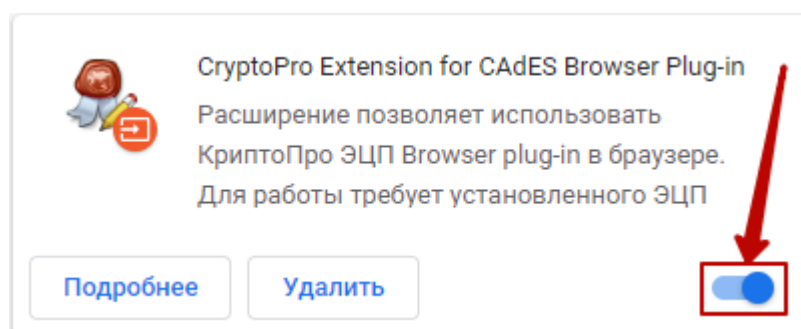 CryptoPro Extension for CAdES Browser Plug-in
Расширение позволяет использовать
КриптоПро ЭЦП Browser plug-in в браузере.
Для работы требует установленного ЭЦП
Подробнее Удалить